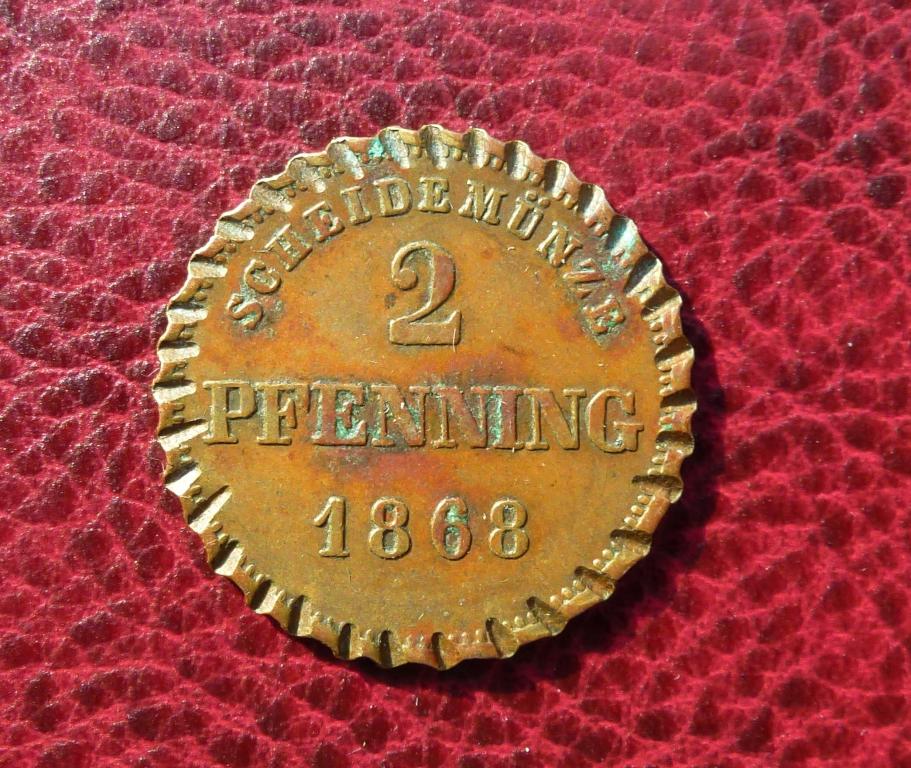 SCHEIDEMÜNZE
2
PFENNING
1868